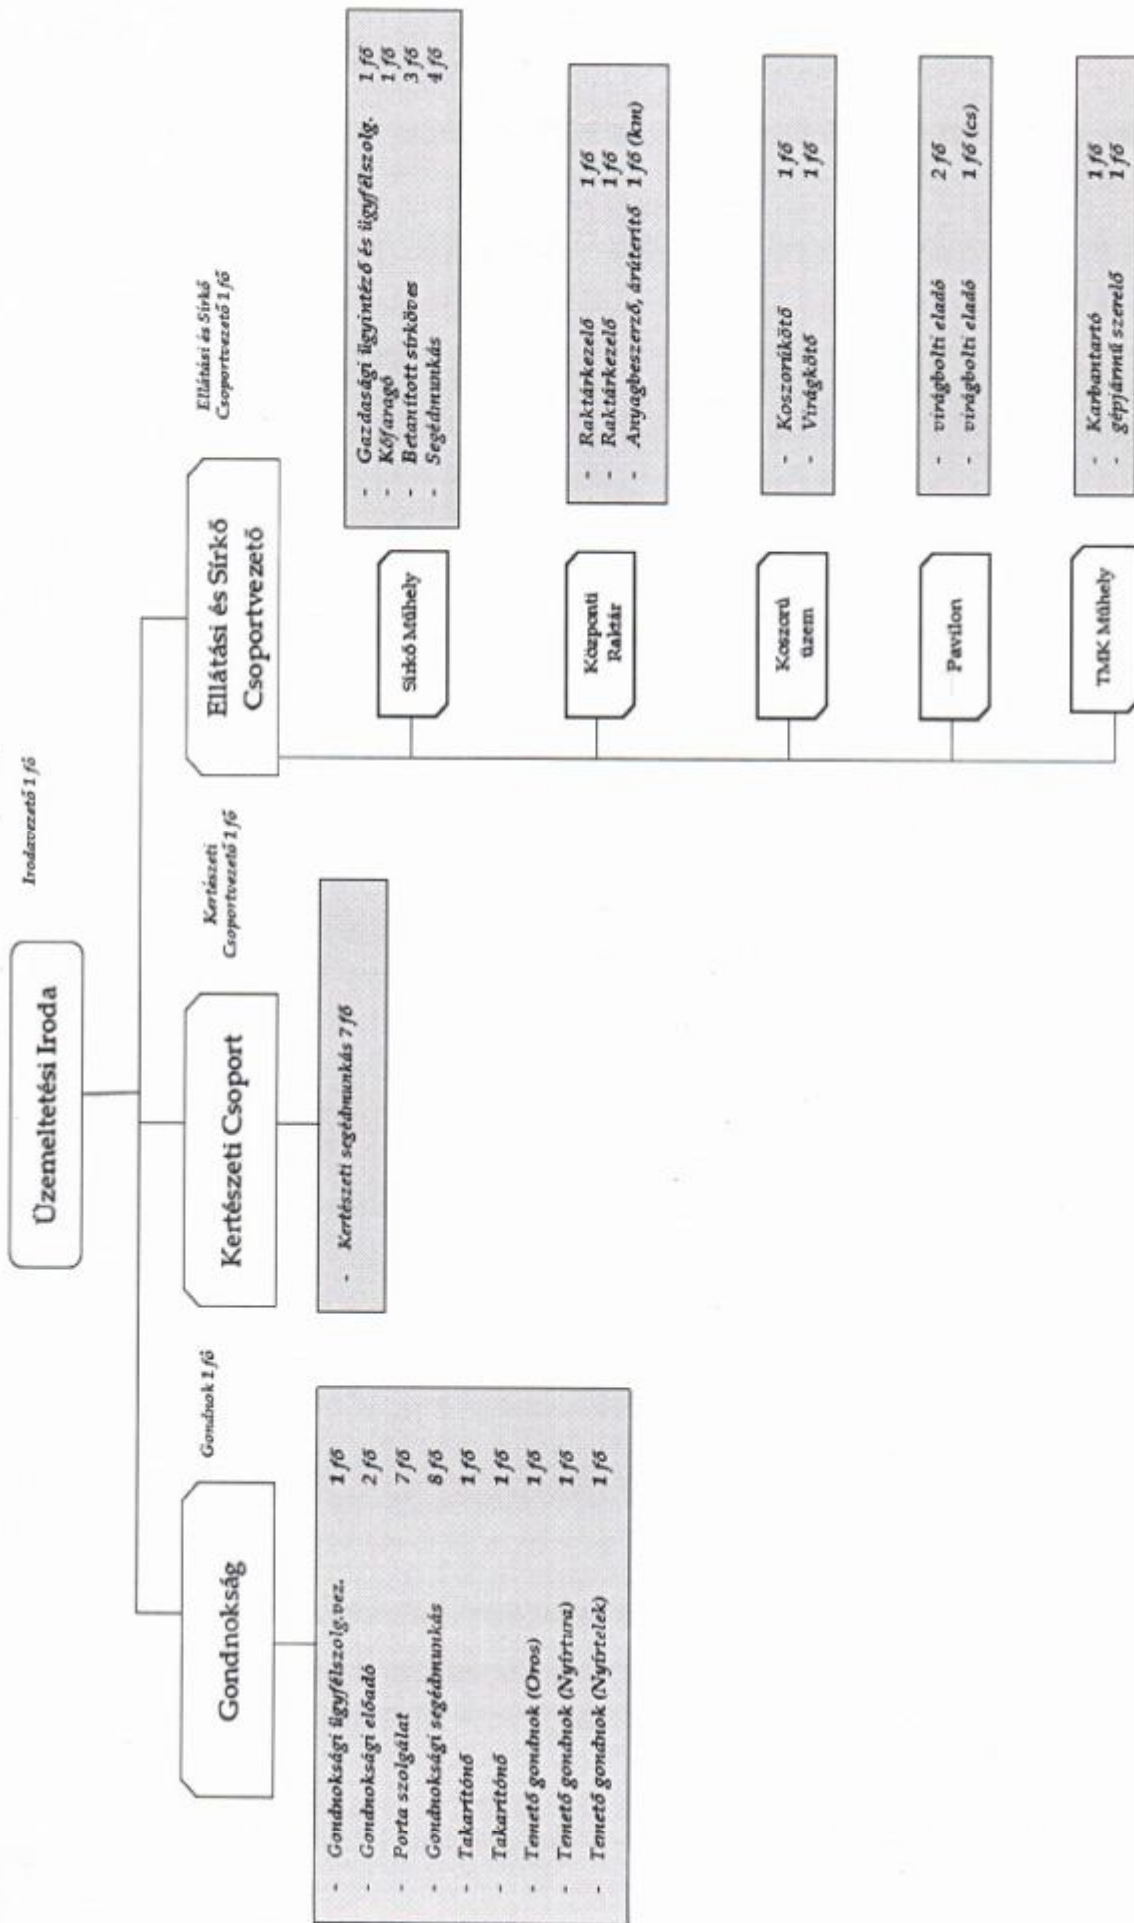 Irodavezető 1 fő
Üzemeltetési Iroda
Gondnok 1 fő
Gondnokság
- Gondnoksági ügyfélszolg.vez. 1 fő
- Gondnoksági előadó 2 fő
- Porta szolgálat 7 fő
- Gondnoksági segédmunkás 8 fő
- Takarítónő 1 fő
- Takarítónő 1 fő
- Temető gondnok (Oros) 1 fő
- Temető gondnok (Nyírtura) 1 fő
- Temető gondnok (Nyírtelek) 1 fő
Kertészeti
Csoportvezető 1 fő
Kertészeti Csoport
- Kertészeti segédmunkás 7 fő
Ellátási és Sírkő
Csoportvezető 1 fő
Ellátási és Sírkő
Csoportvezető
Sírkő Műhely
- Gazdasági ügyintéző és ügyfélszolg. 1 fő
- Kőfaragó 1 fő
- Betanított sírköves 3 fő
- Segédmunkás 4 fő
Központi
Raktár
- Raktárkezelő 1 fő
- Raktárkezelő 1 fő
- Anyagbeszerző, árúterítő 1 fő (km)
Koszorú
üzem
- Koszorúkötő 1 fő
- Virágkötő 1 fő
Pavilon
- virágbolti eladó 2 fő
- virágbolti eladó 1 fő (cs)
TMK Műhely
- Karbantartó 1 fő
- gépjármű szerelő 1 fő